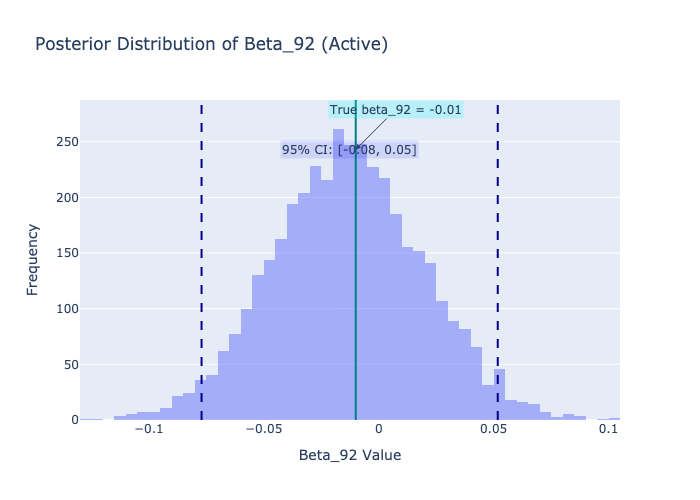 Posterior Distribution of Beta_92 (Active)
True beta_92 = -0.01
95% CI: [-0.08, 0.05]
250
200
150
100
50
0
Frequency
−0.1
−0.05
0
0.05
0.1
Beta_92 Value